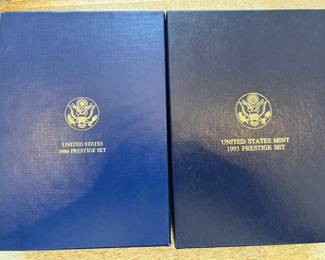 UNITED STATES
1986 PRESTIGE SET
UNITED STATES MINT
1993 PRESTIGE SET